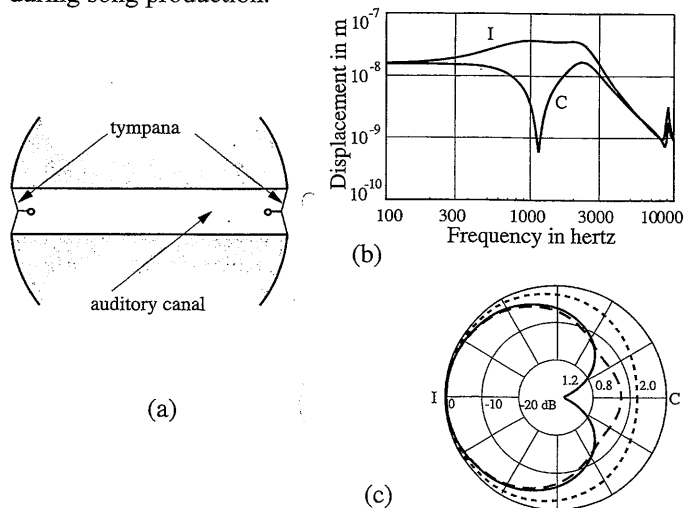 during song production.
tympana
auditory canal
(a)
Displacement in m
10-7
10-8
10-9
10-10
I
C
100
300
1000
3000
10000
Frequency in hertz
(b)
I
0
-10
-20 dB
1.2
0.8
2.0
C
(c)